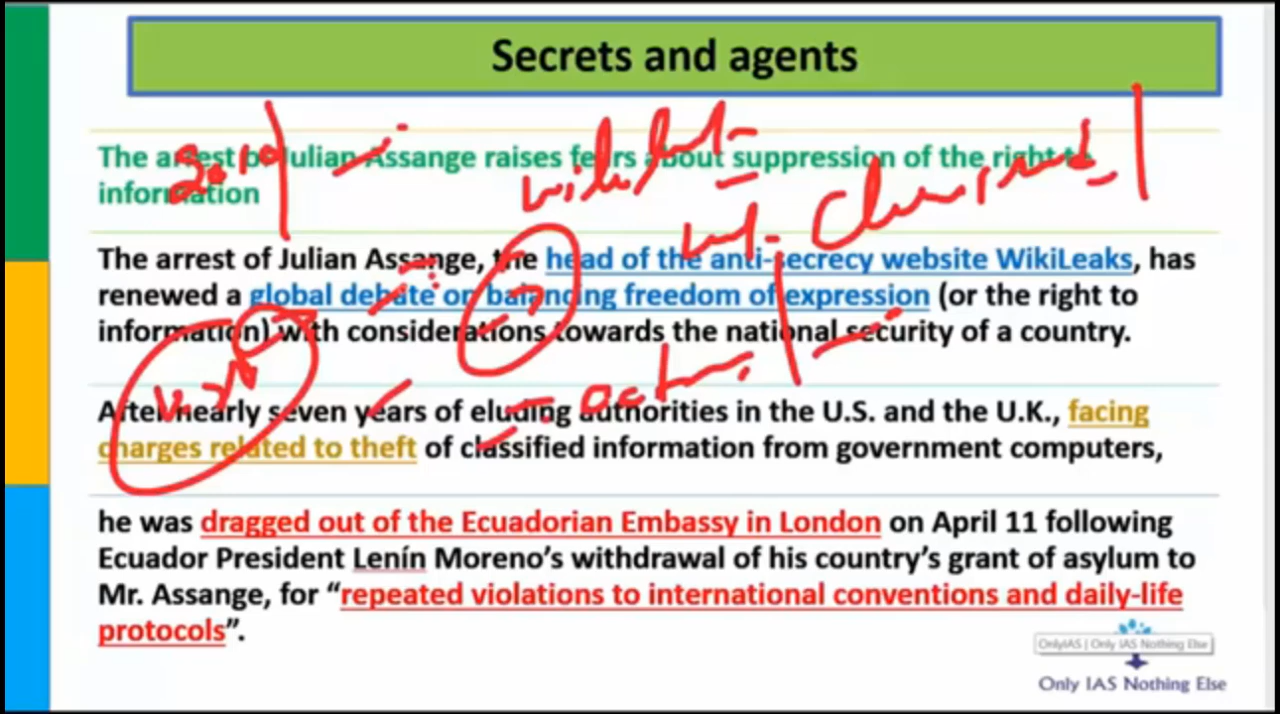 Secrets and agents
The arrest of Julian Assange raises fears about suppression of the right to
information
The arrest of Julian Assange, the head of the anti-secrecy website WikiLeaks, has
renewed a global debate on balancing freedom of expression (or the right to
information) with considerations towards the national security of a country.
After nearly seven years of eluding authorities in the U.S. and the U.K., facing
charges related to theft of classified information from government computers,
he was dragged out of the Ecuadorian Embassy in London on April 11 following
Ecuador President Lenín Moreno's withdrawal of his country's grant of asylum to
Mr. Assange, for “repeated violations to international conventions and daily-life
protocols”.
OnlyIAS | Only IAS Nothing Else
Only IAS Nothing Else
2019